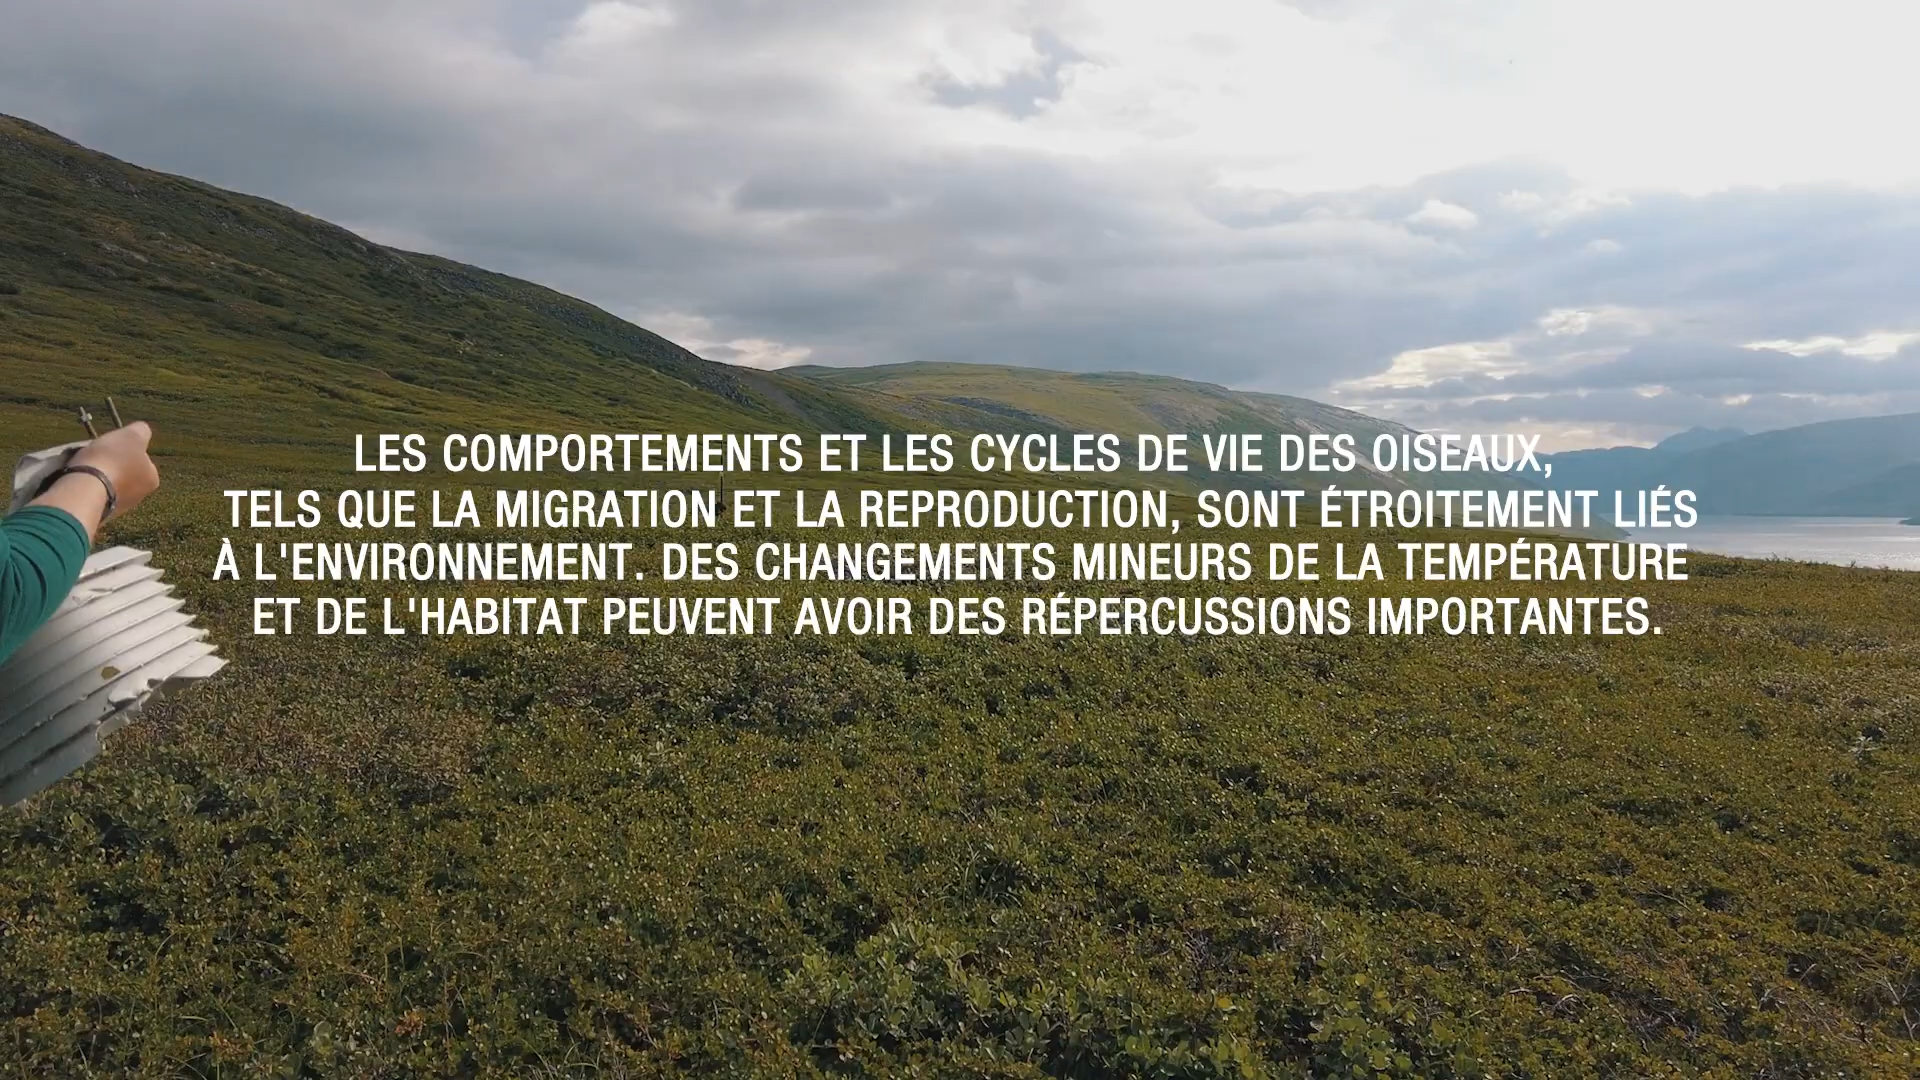 LES COMPORTEMENTS ET LES CYCLES DE VIE DES OISEAUX,
TELS QUE LA MIGRATION ET LA REPRODUCTION, SONT ÉTROITEMENT LIÉS
À L'ENVIRONNEMENT. DES CHANGEMENTS MINEURS DE LA TEMPÉRATURE
ET DE L'HABITAT PEUVENT AVOIR DES RÉPERCUSSIONS IMPORTANTES.